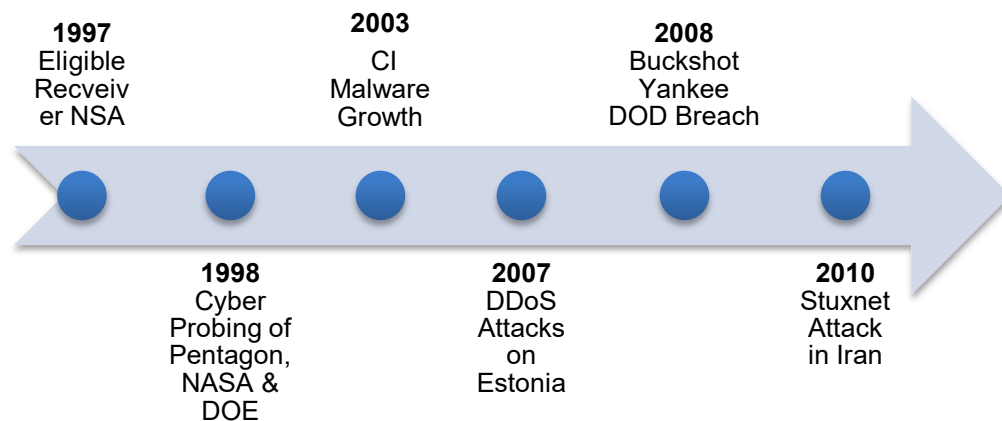 1997
Eligible
Recveiv
er NSA
1998
Cyber
Probing of
Pentagon,
NASA &
DOE
2003
CI
Malware
Growth
2007
DDoS
Attacks
on
Estonia
2008
Buckshot
Yankee
DOD Breach
2010
Stuxnet
Attack
in Iran